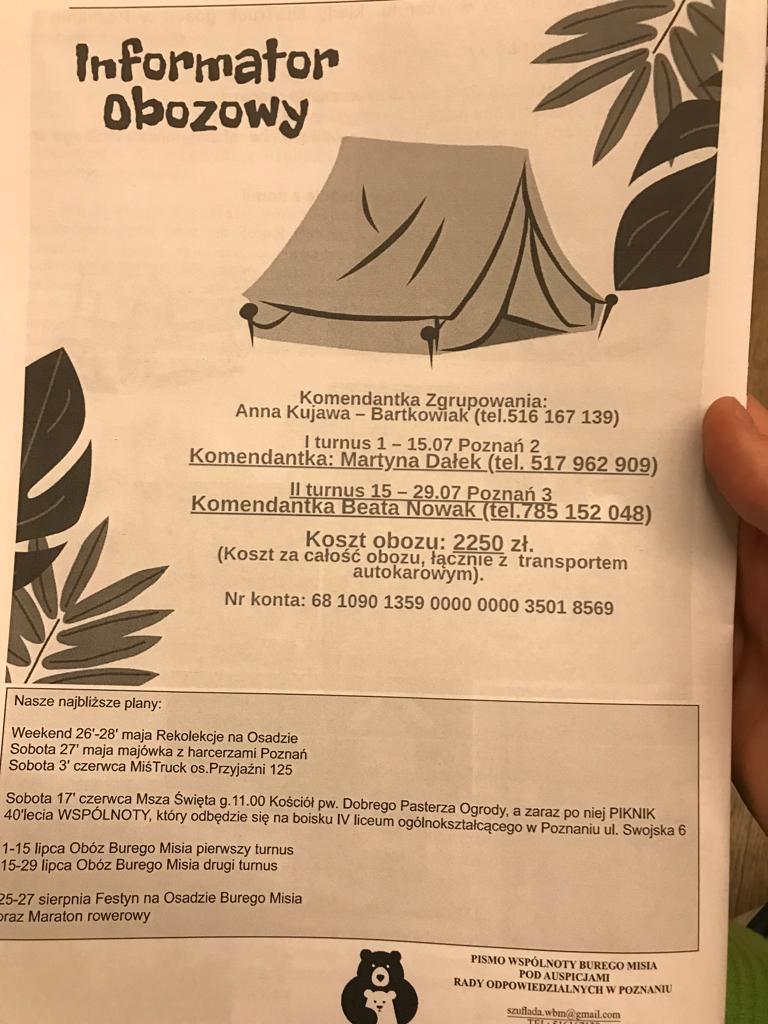 Informator
Obozowy
Komendantka Zgrupowania:
Anna Kujawa – Bartkowiak (tel.516 167 139)
I turnus 1 – 15.07 Poznań 2
Komendantka: Martyna Dałek (tel. 517 962 909)
II turnus 15 – 29.07 Poznań 3
Komendantka Beata Nowak (tel.785 152 048)
Koszt obozu: 2250 zł.
(Koszt za całość obozu, łącznie z transportem
autokarowym).
Nr konta: 68 1090 1359 0000 0000 3501 8569
Nasze najbliższe plany:
Weekend 26'-28' maja Rekolekcje na Osadzie
Sobota 27' maja majówka z harcerzami Poznań
Sobota 3' czerwca MiśTruck os.Przyjaźni 125
Sobota 17' czerwca Msza Święta g.11.00 Kościół pw. Dobrego Pasterza Ogrody, a zaraz po niej PIKNIK
40'lecia WSPÓLNOTY, który odbędzie się na boisku IV liceum ogólnokształcącego w Poznaniu ul. Swojska 6
1-15 lipca Obóz Burego Misia pierwszy turnus
15-29 lipca Obóz Burego Misia drugi turnus
25-27 sierpnia Festyn na Osadzie Burego Misia
oraz Maraton rowerowy
PISMO WSPÓLNOTY BUREGO MISIA
POD AUSPICJAMI
RADY ODPOWIEDZIALNYCH W POZNANIU
szuflada.wbm@gmail.com